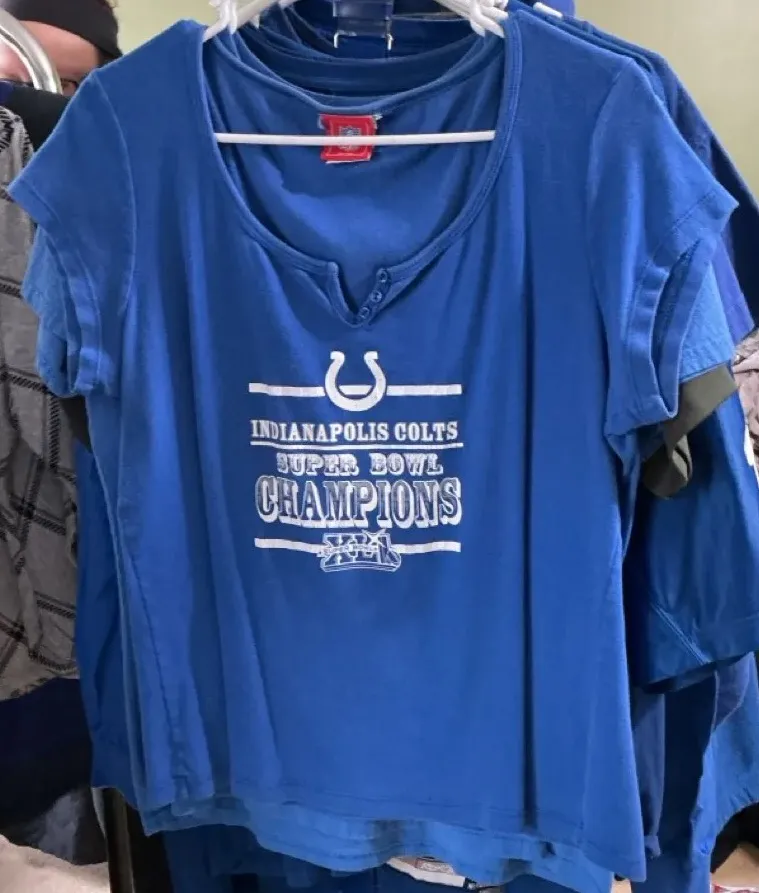 INDIANAPOLIS COLTS
SUPER BOWL
CHAMPIONS
XLI